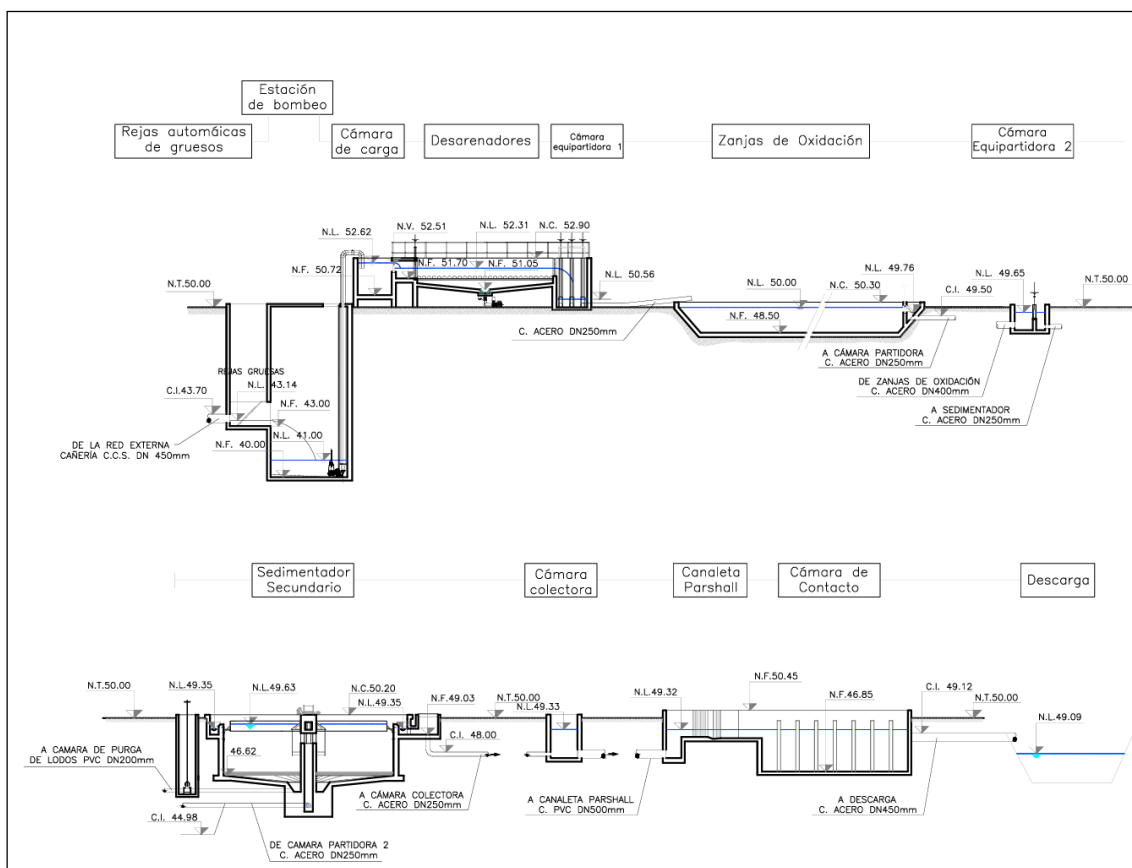 Estación
de bombeo
Rejas automáicas
de gruesos
Cámara
de carga
Desarenadores
Cámara
equipartidora 1
Zanjas de Oxidación
Cámara
Equipartidora 2
N.V. 52.51
N.L. 52.31
N.C. 52.90
N.L. 52.62
N.F. 51.70
N.F. 51.05
N.F. 50.72
N.L. 50.56
N.L. 49.76
N.L. 49.65
N.T.50.00
N.L. 50.00
N.C. 50.30
C.I. 49.50
N.T.50.00
N.F. 48.50
C. ACERO DN250mm
A CÁMARA PARTIDORA
C. ACERO DN250mm
REJAS GRUESAS
N.L. 43.14
C.I.43.70
N.F. 43.00
DE ZANJAS DE OXIDACIÓN
C. ACERO DN400mm
A SEDIMENTADOR
C. ACERO DN250mm
N.L. 41.00
DE LA RED EXTERNA
CAÑERÍA C.C.S. DN 450mm
N.F. 40.00
Sedimentador
Secundario
Cámara
colectora
Canaleta
Parshall
Cámara de
Contacto
Descarga
N.T.50.00
N.L.49.35
N.L.49.63
N.C.50.20
N.L.49.35
N.F.49.03
N.T.50.00
N.L.49.33
N.L.49.32
N.F.50.45
N.F.46.85
C.I. 49.12
N.T.50.00
N.L.49.09
C.I. 48.00
A CAMARA DE PURGA
DE LODOS PVC DN200mm
46.62
A CÁMARA COLECTORA
C. ACERO DN250mm
A CANALETA PARSHALL
C. PVC DN500mm
A DESCARGA
C. ACERO DN450mm
C.I. 44.98
DE CAMARA PARTIDORA 2
C. ACERO DN250mm